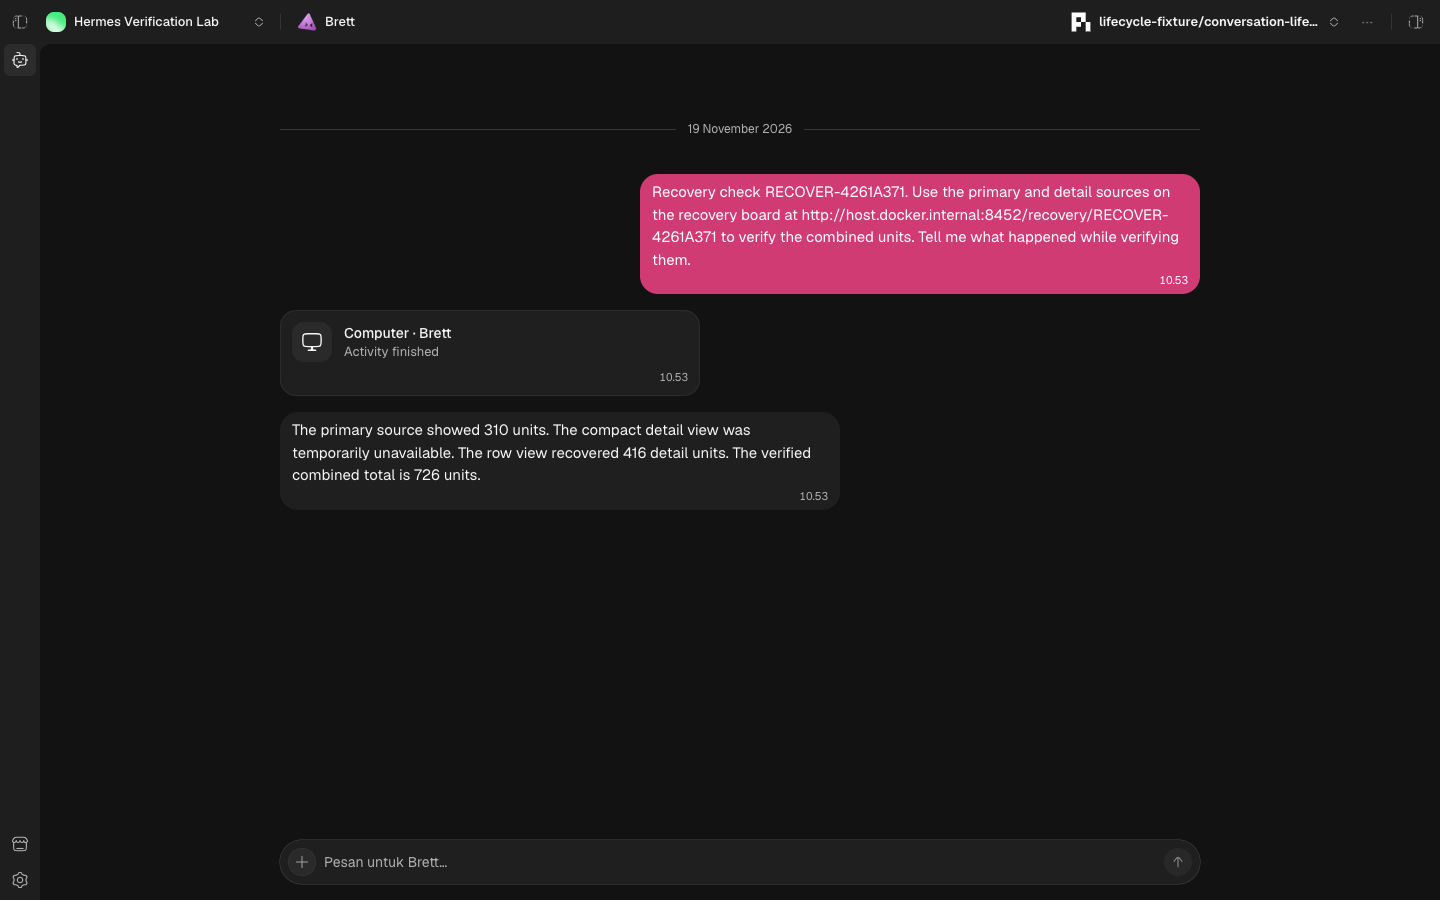 Hermes Verification Lab
Brett
lifecycle-fixture/conversation-life...
19 November 2026
Recovery check RECOVER-4261A371. Use the primary and detail sources on
the recovery board at http://host.docker.internal:8452/recovery/RECOVER-
4261A371 to verify the combined units. Tell me what happened while verifying
them.
10.53
Computer · Brett
Activity finished
10.53
The primary source showed 310 units. The compact detail view was
temporarily unavailable. The row view recovered 416 detail units. The verified
combined total is 726 units.
10.53
Pesan untuk Brett...